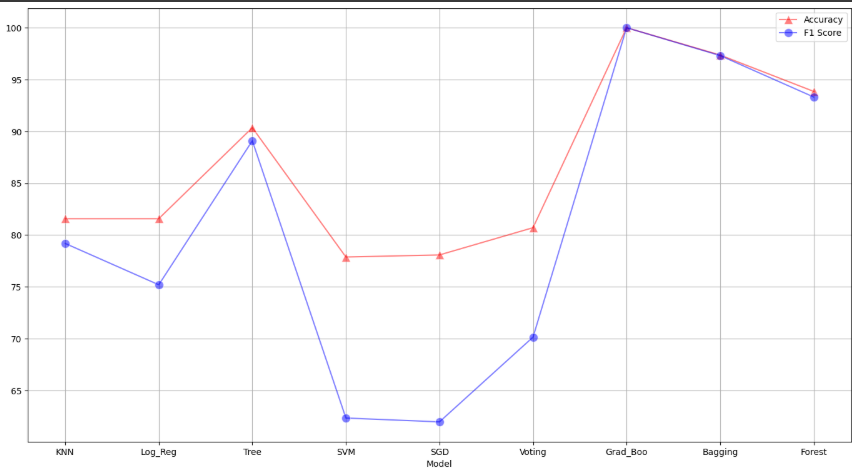 100
95
90
85
80
75
70
65
Accuracy
F1 Score
KNN Log_Reg Tree SVM SGD Voting Grad_Boo Bagging Forest
Model